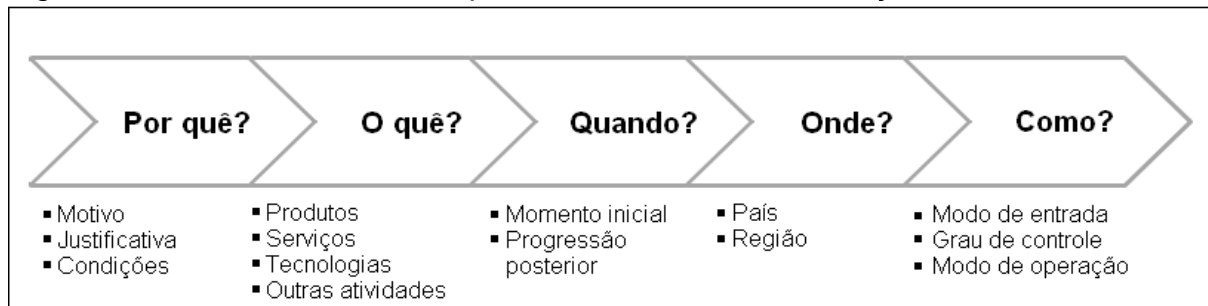 Por quê?
O quê?
Quando?
Onde?
Como?
▪ Motivo
▪ Justificativa
▪ Condições
▪ Produtos
▪ Serviços
▪ Tecnologias
▪ Outras atividades
▪ Momento inicial
▪ Progressão
posterior
▪ País
▪ Região
▪ Modo de entrada
▪ Grau de controle
▪ Modo de operação